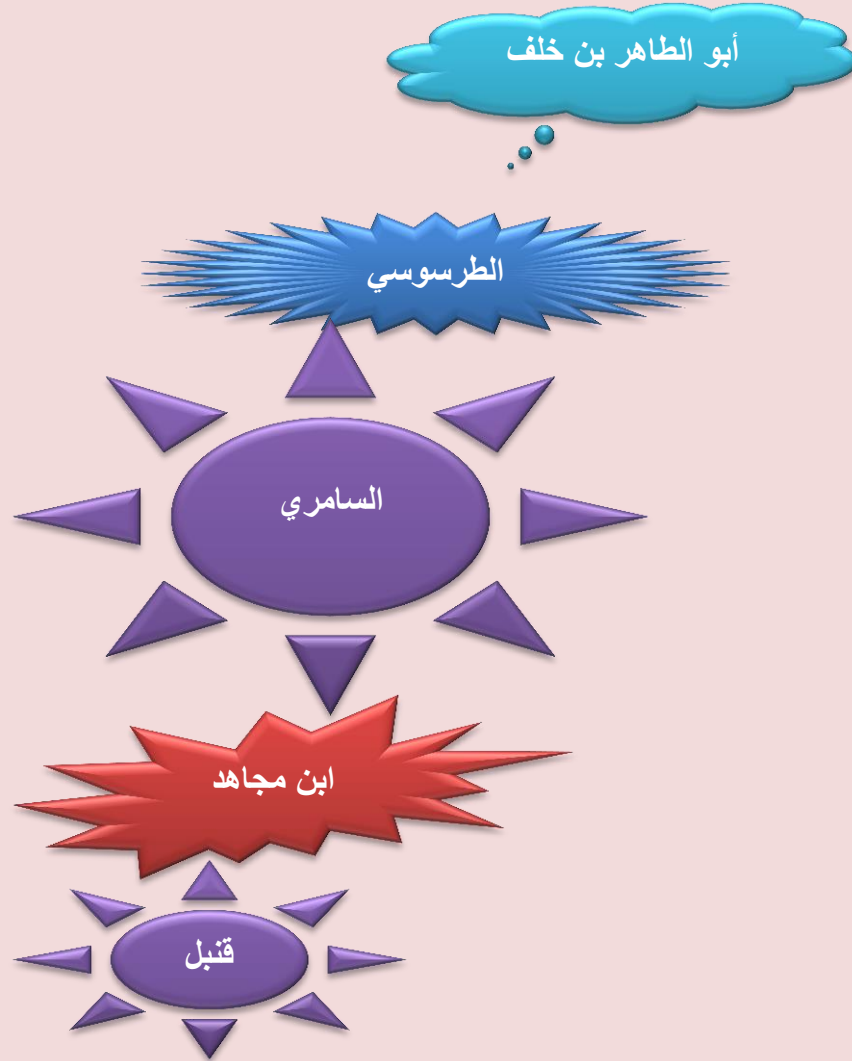 أبو الطاهر بن خلف
الطرسوسي
السامري
ابن مجاهد
قنبل